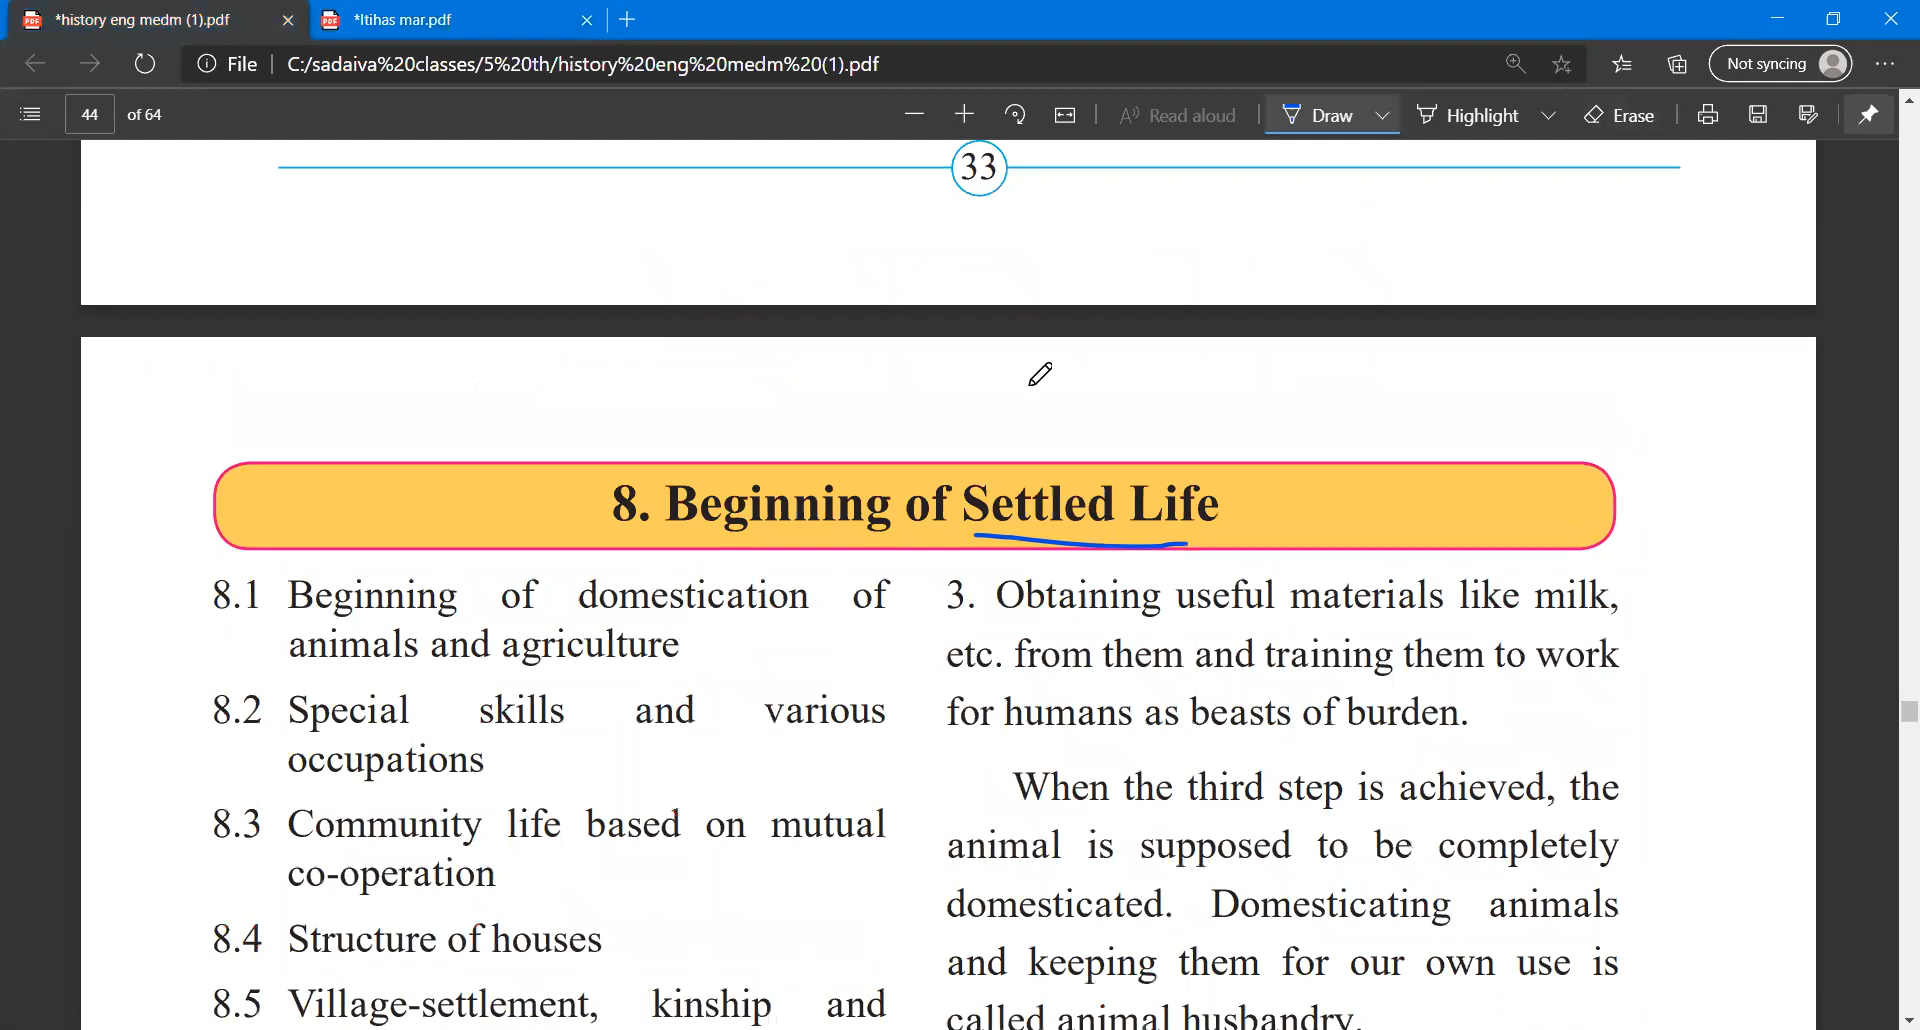 *history eng medm (1).pdf
*Itihas mar.pdf
File
C:/sadaiva%20classes/5%20th/history%20eng%20medm%20(1).pdf
Not syncing
44 of 64
Read aloud
Draw
Highlight
Erase
33
8. Beginning of Settled Life
8.1 Beginning of domestication of
animals and agriculture
8.2 Special skills and various
occupations
8.3 Community life based on mutual
co-operation
8.4 Structure of houses
8.5 Village-settlement, kinship and
3. Obtaining useful materials like milk,
etc. from them and training them to work
for humans as beasts of burden.
When the third step is achieved, the
animal is supposed to be completely
domesticated. Domesticating animals
and keeping them for our own use is
called animal husbandry.